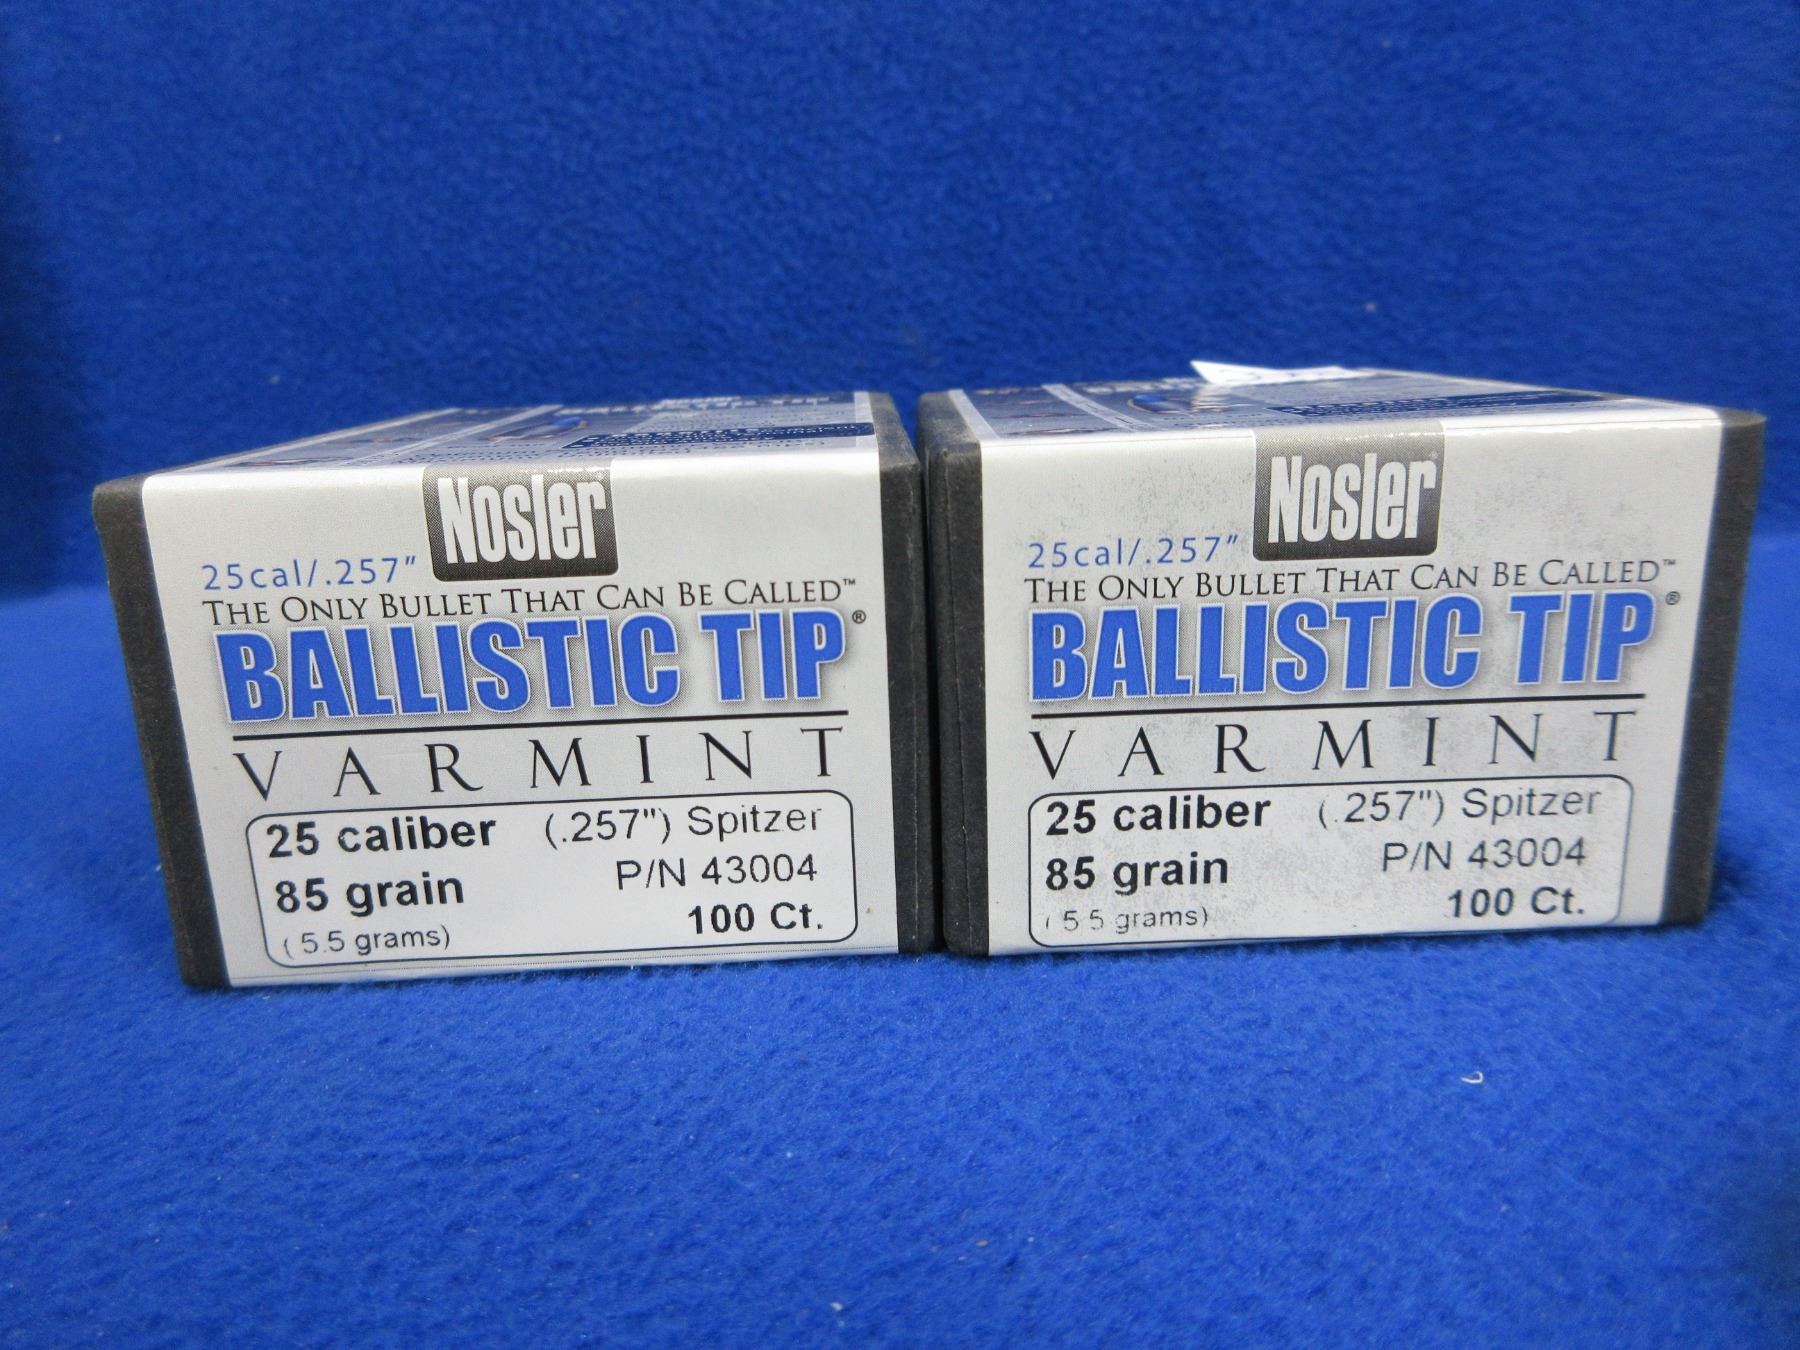 Nosler
25cal/.257"
THE ONLY BULLET THAT CAN BE CALLED™
BALLISTIC TIP®
VARMINT
25 caliber (.257") Spitzer
85 grain P/N 43004
(5.5 grams) 100 Ct.
Nosler®
25cal/.257"
THE ONLY BULLET THAT CAN BE CALLED™
BALLISTIC TIP®
VARMINT
25 caliber (.257") Spitzer
85 grain P/N 43004
(5.5 grams) 100 Ct.